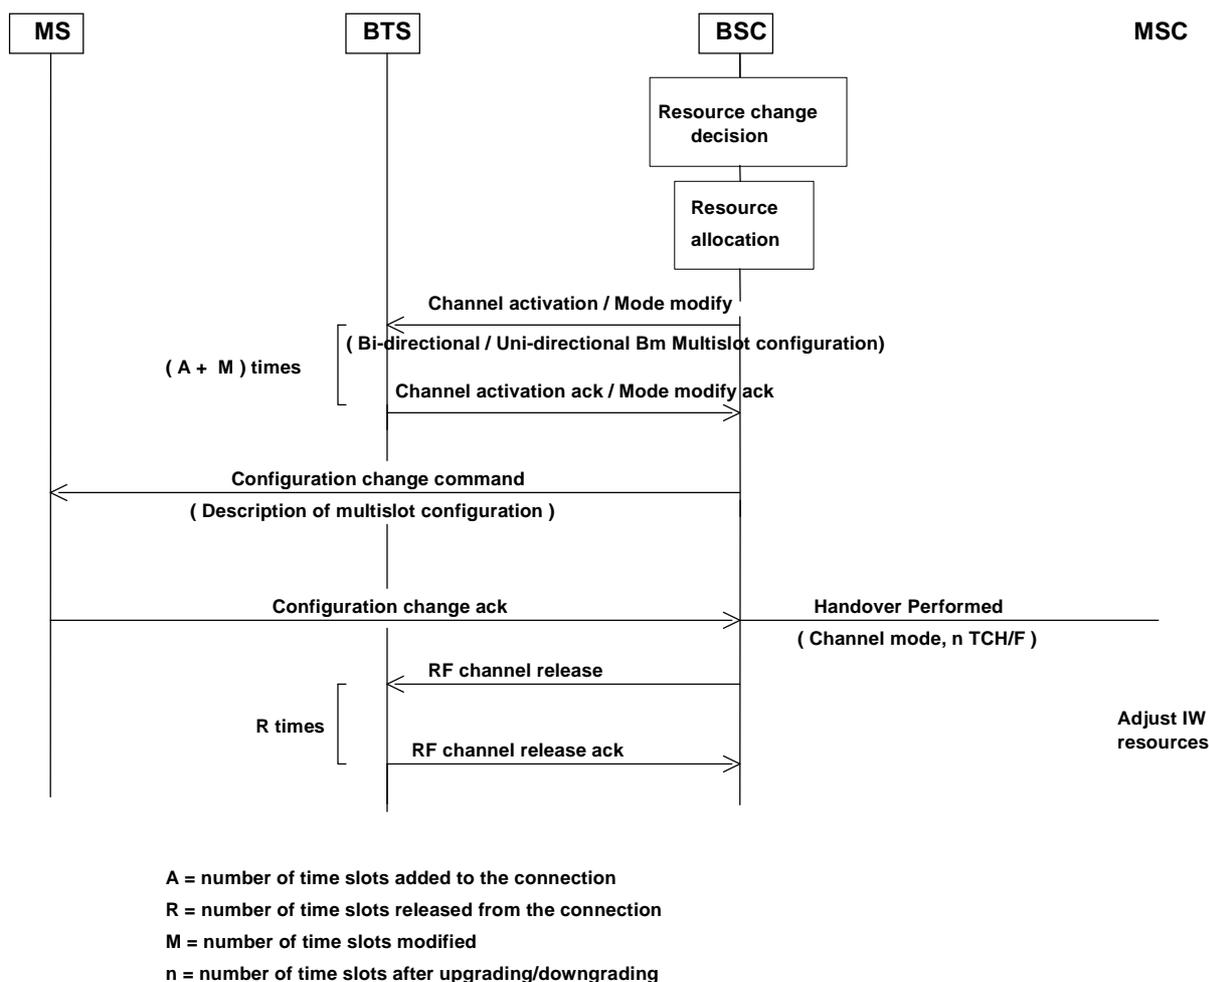 MS
BTS
BSC
MSC
Resource change
decision
Resource
allocation
Channel activation / Mode modify
( Bi-directional / Uni-directional Bm Multislot configuration)
( A + M ) times
Channel activation ack / Mode modify ack
Configuration change command
( Description of multislot configuration )
Configuration change ack
Handover Performed
( Channel mode, n TCH/F )
RF channel release
R times
Adjust IW
resources
RF channel release ack
A = number of time slots added to the connection
R = number of time slots released from the connection
M = number of time slots modified
n = number of time slots after upgrading/downgrading